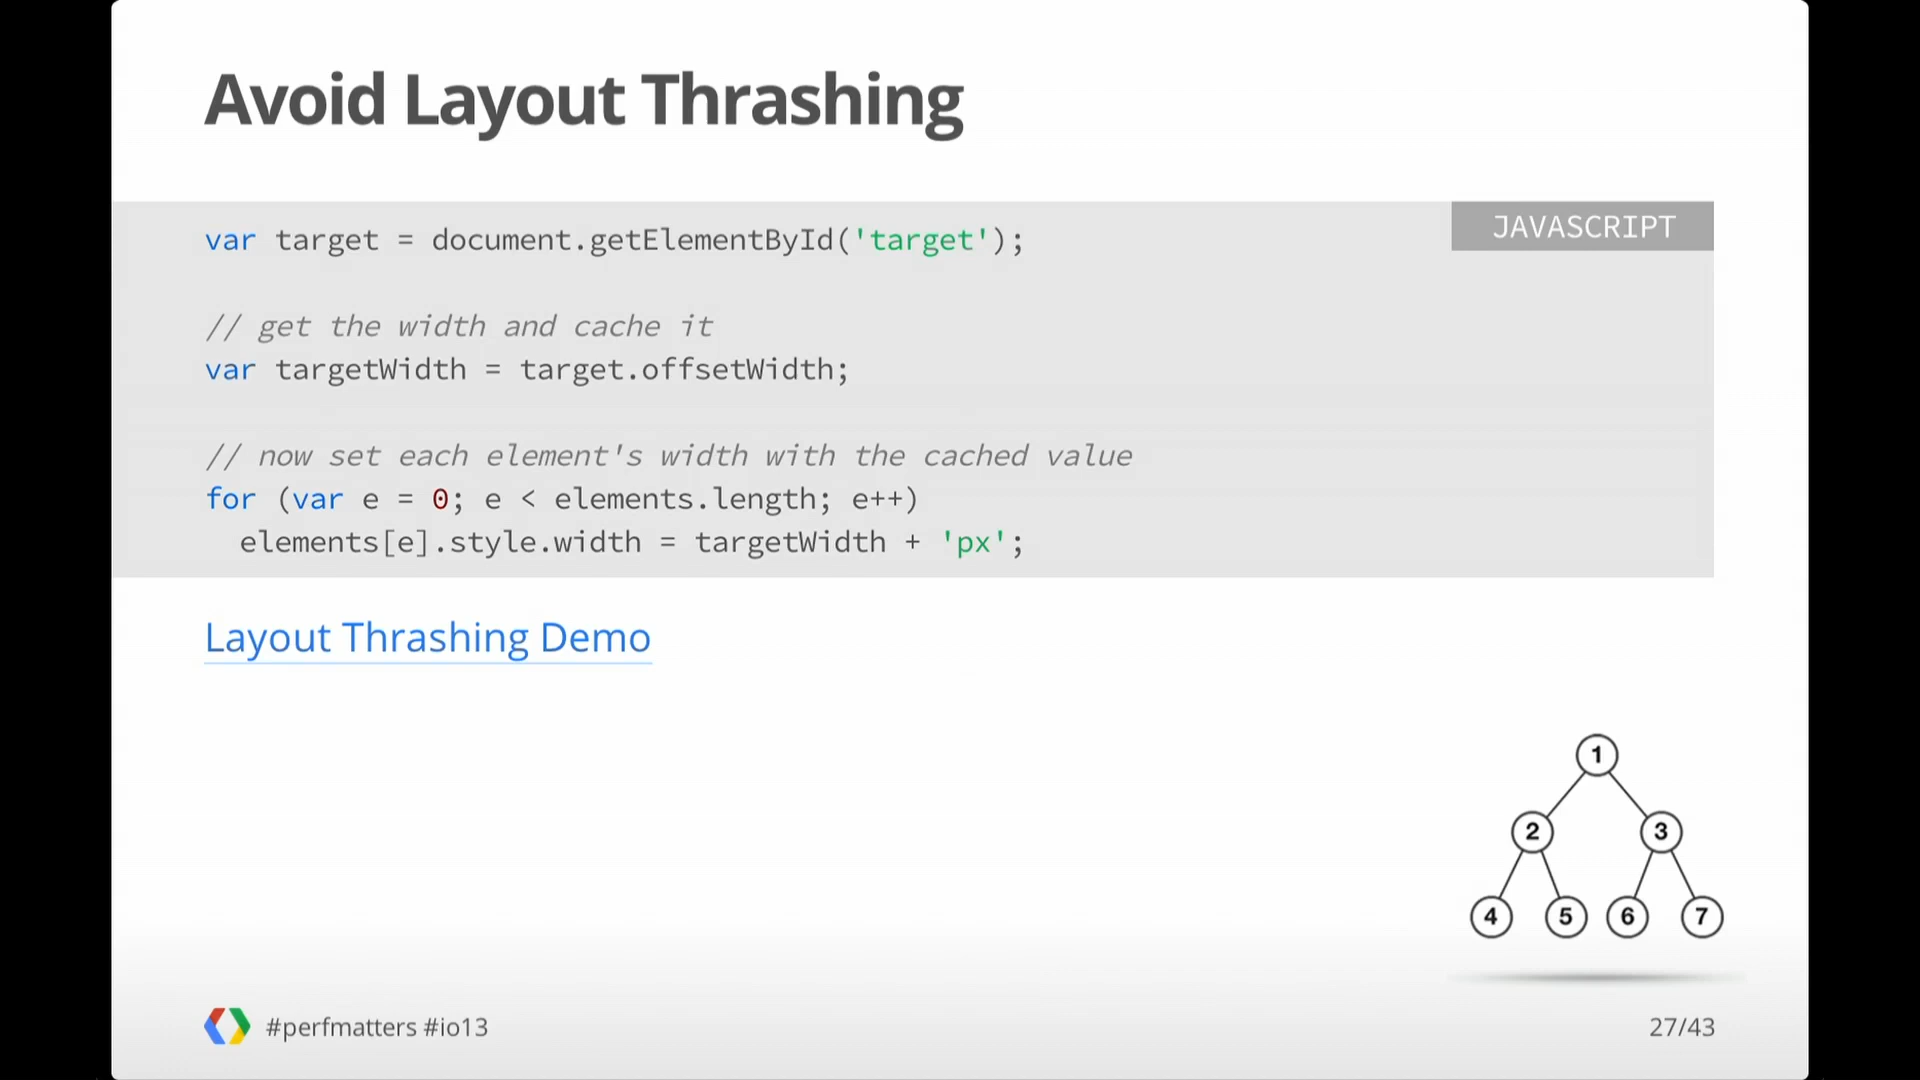 Avoid Layout Thrashing
JAVASCRIPT
var target = document.getElementById('target');
// get the width and cache it
var targetWidth = target.offsetWidth;
// now set each element's width with the cached value
for (var e = 0; e < elements.length; e++)
elements[e].style.width = targetWidth + 'px';
Layout Thrashing Demo
1
2 3
4 5 6 7
#perfmatters #io13
27/43